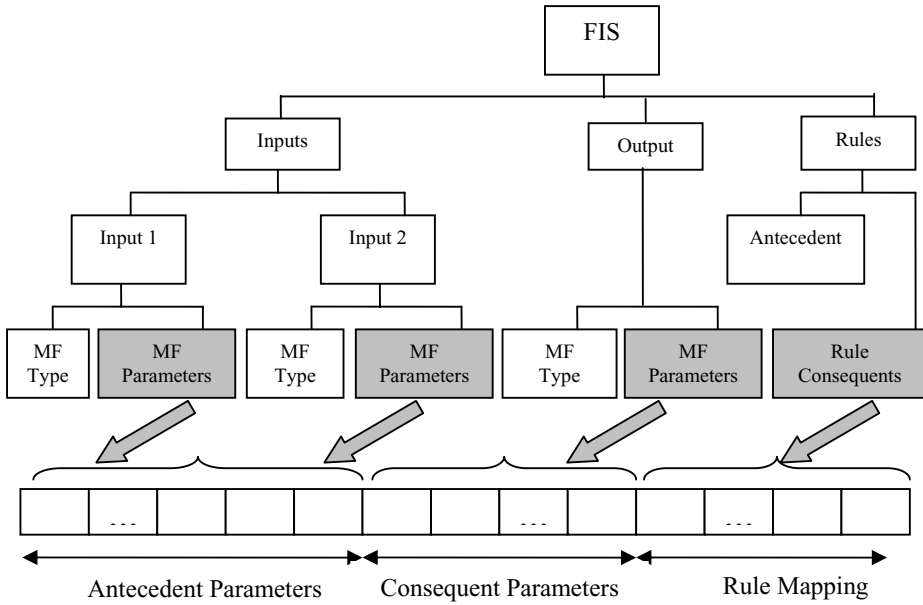 FIS
Inputs
Output
Rules
Input 1
Input 2
Antecedent
MF
Type
MF
Parameters
MF
Type
MF
Parameters
MF
Type
MF
Parameters
Rule
Consequents
...
...
...
Antecedent Parameters
Consequent Parameters
Rule Mapping